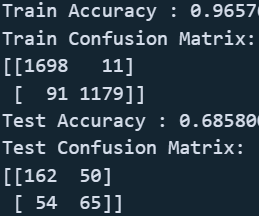 Train Accuracy : 0.9657
Train Confusion Matrix:
[[1698   11]
 [  91 1179]]
Test Accuracy : 0.68580
Test Confusion Matrix:
[[162  50]
 [ 54  65]]